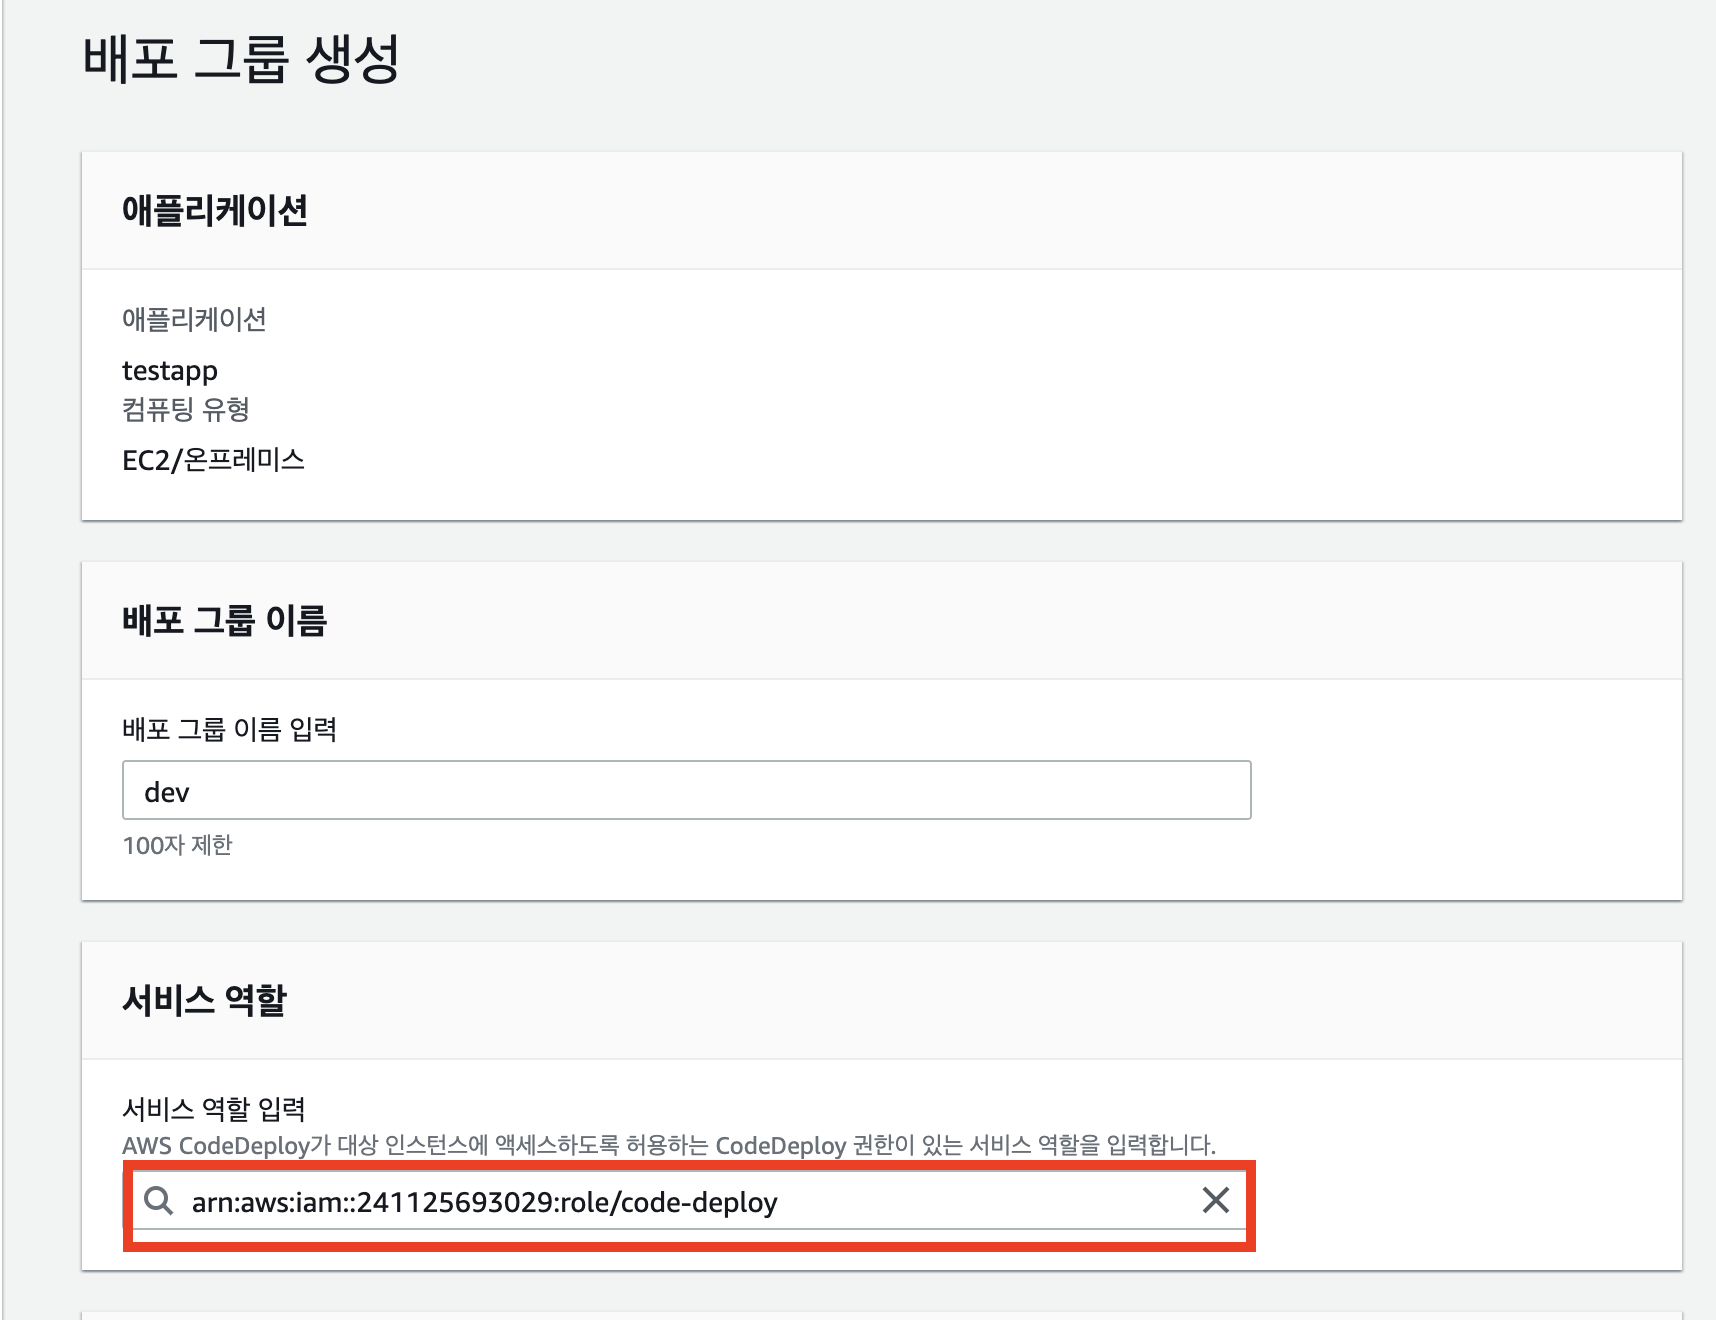 배포 그룹 생성
애플리케이션
애플리케이션
testapp
컴퓨팅 유형
EC2/온프레미스
배포 그룹 이름
배포 그룹 이름 입력
dev
100자 제한
서비스 역할
서비스 역할 입력
AWS CodeDeploy가 대상 인스턴스에 액세스하도록 허용하는 CodeDeploy 권한이 있는 서비스 역할을 입력합니다.
arn:aws:iam::241125693029:role/code-deploy